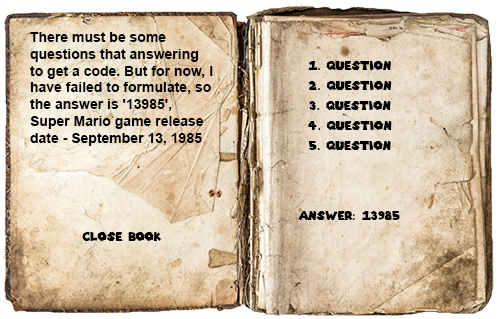 There must be some
questions that answering
to get a code. But for now, I
have failed to formulate, so
the answer is '13985',
Super Mario game release
date - September 13, 1985
CLOSE BOOK
1. QUESTION
2. QUESTION
3. QUESTION
4. QUESTION
5. QUESTION
ANSWER: 13985